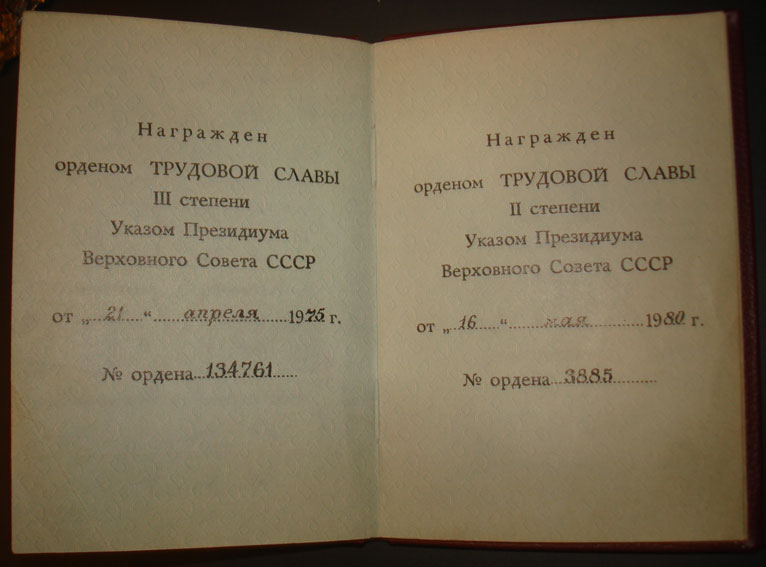 Награжден
орденом ТРУДОВОЙ СЛАВЫ
III степени
Указом Президиума
Верховного Совета СССР
от „ 21 “ апреля 1975 г.
№ ордена 134761
Награжден
орденом ТРУДОВОЙ СЛАВЫ
II степени
Указом Президиума
Верховного Совета СССР
от „ 16 “ мая 1980 г.
№ ордена 3885